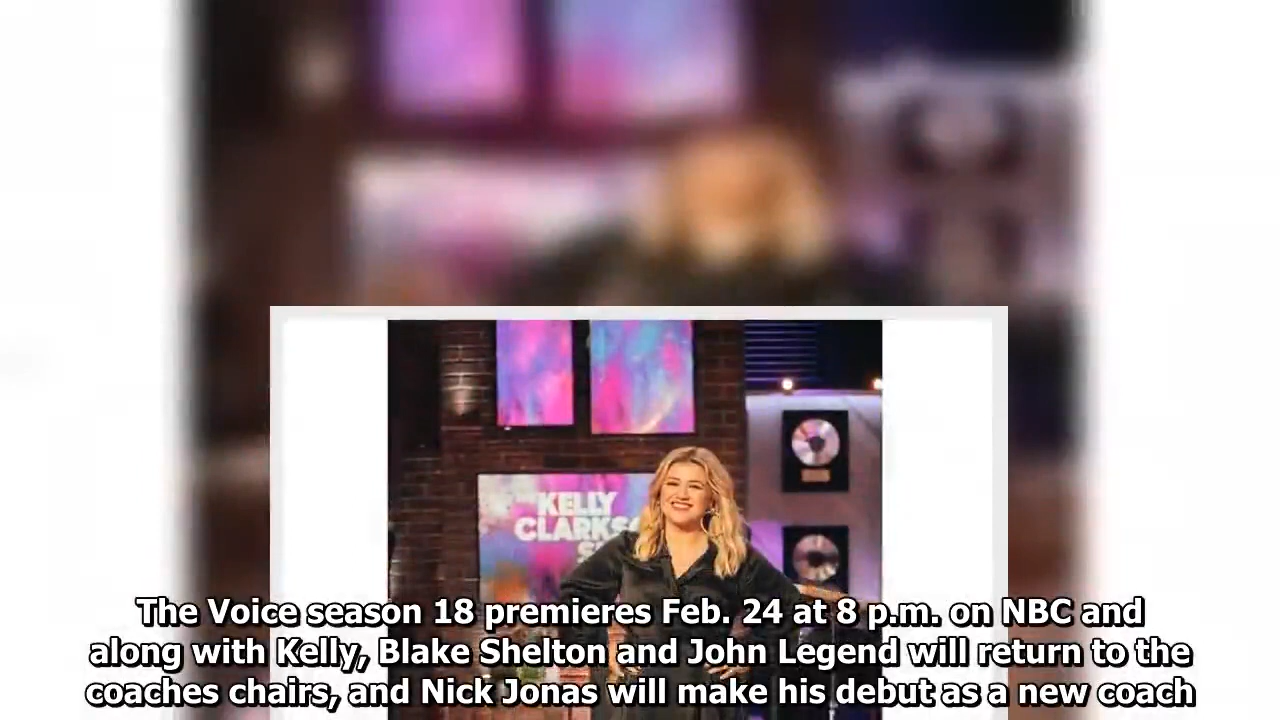 KELLY
CLARKS
The Voice season 18 premieres Feb. 24 at 8 p.m. on NBC and
along with Kelly, Blake Shelton and John Legend will return to the
coaches chairs, and Nick Jonas will make his debut as a new coach